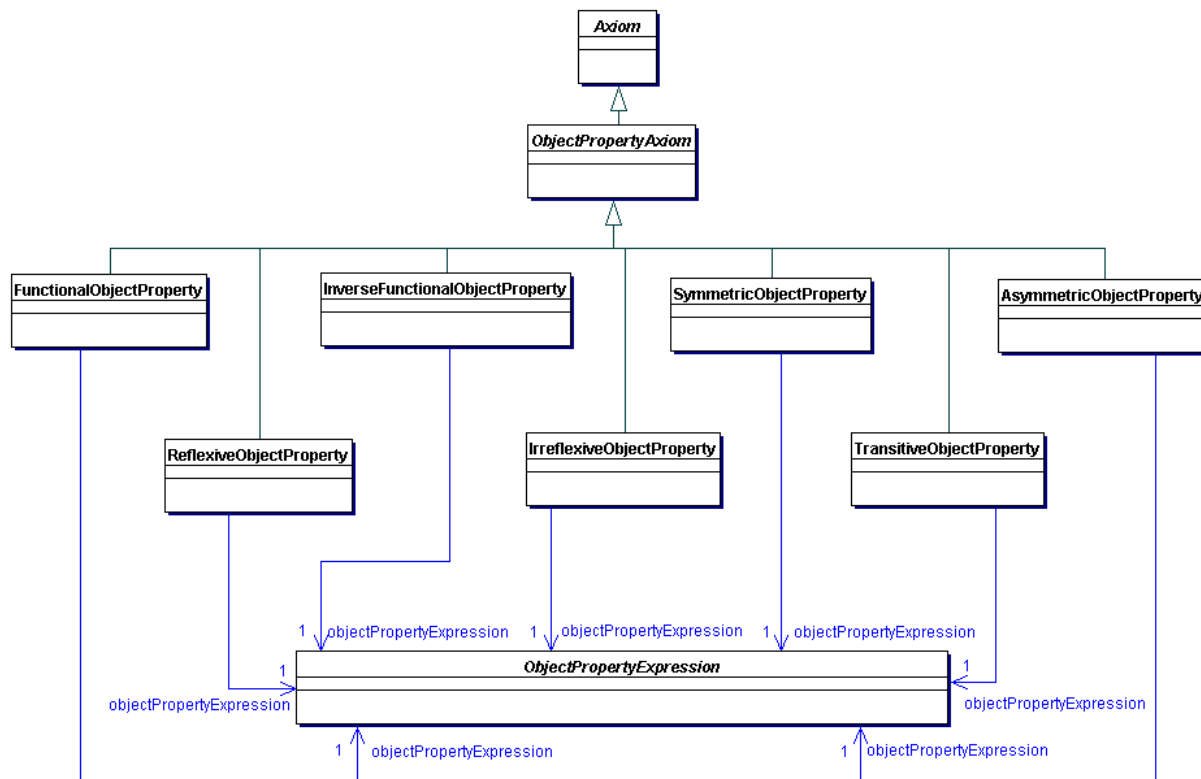 Axiom
ObjectPropertyAxiom
FunctionalObjectProperty
InverseFunctionalObjectProperty
SymmetricObjectProperty
AsymmetricObjectProperty
ReflexiveObjectProperty
IrreflexiveObjectProperty
TransitiveObjectProperty
1 objectPropertyExpression
1 objectPropertyExpression
1 objectPropertyExpression
ObjectPropertyExpression
1
objectPropertyExpression
1
objectPropertyExpression
1 objectPropertyExpression
1 objectPropertyExpression